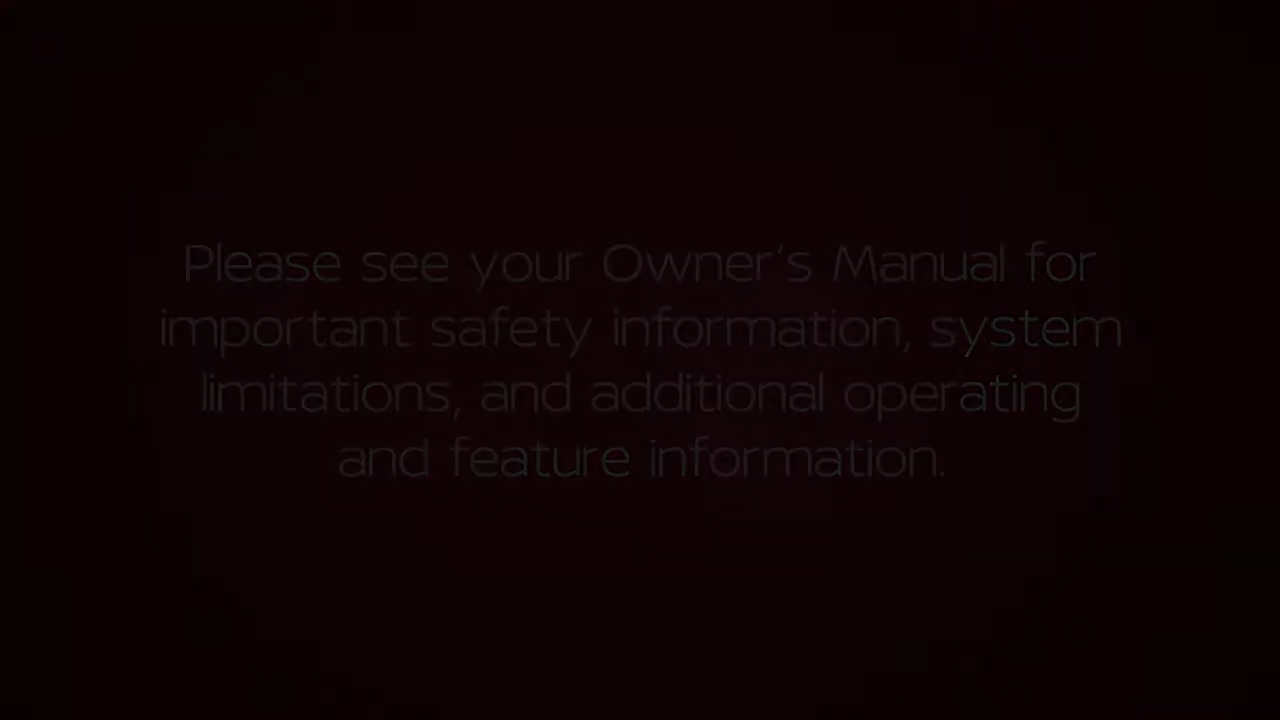 Please see your Owner's Manual for
important safety information, system
limitations, and additional operating
and feature information.